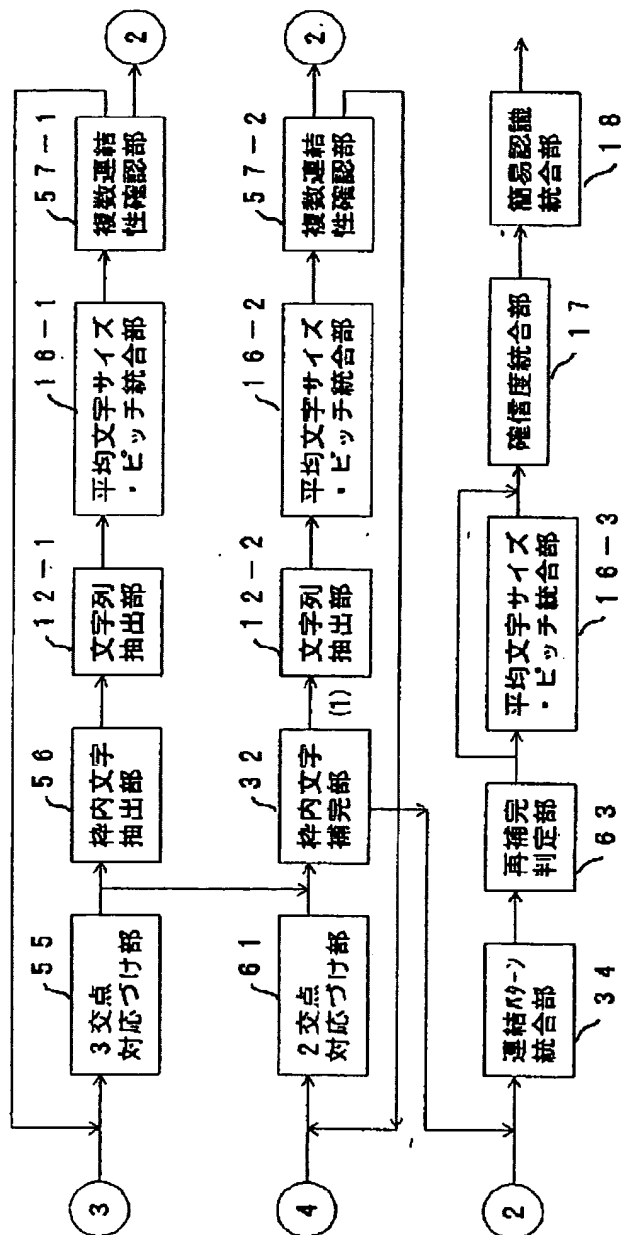 3
55
3交点
対応づけ部
56
枠内文字
抽出部
12-1
文字列
抽出部
16-1
平均文字サイズ
・ピッチ統合部
57-1
複数連結
性確認部
2
4
61
2交点
対応づけ部
32
枠内文字
補完部
(1)
12-2
文字列
抽出部
16-2
平均文字サイズ
・ピッチ統合部
57-2
複数連結
性確認部
2
2
連結パターン
統合部
34
再補完
判定部
63
平均文字サイズ
・ピッチ統合部
16-3
確信度統合部
17
簡易認識
統合部
18